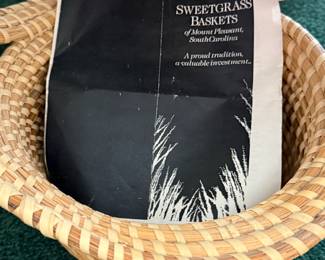 SWEETGRASS
BASKETS
of Mount Pleasant,
South Carolina
A proud tradition,
a valuable investment...